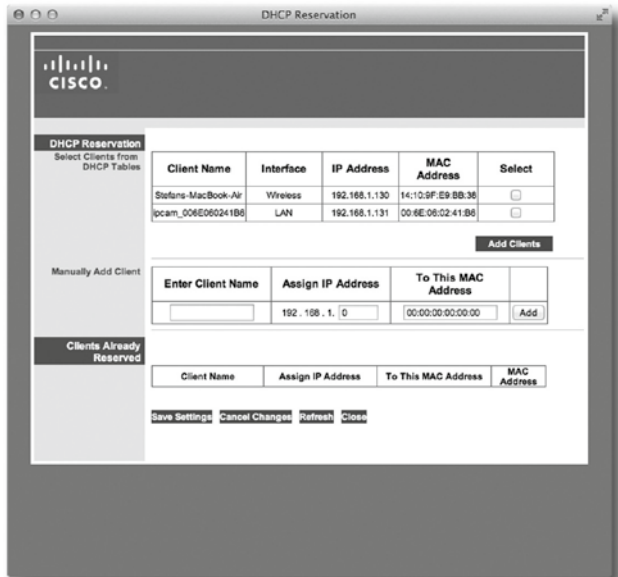 DHCP Reservation
CISCO.
DHCP Reservation
Select Clients from
DHCP Tables
Client Name Interface IP Address MAC Address Select
Stefans-MacBook-Air Wireless 192.168.1.130 14:10:9F:E9:BB:36
ipcam_006E060241B6 LAN 192.168.1.131 00:6E:06:02:41:B6
Add Clients
Manually Add Client
Enter Client Name Assign IP Address To This MAC Address
192 . 168 . 1. 0 00:00:00:00:00:00 Add
Clients Already
Reserved
Client Name Assign IP Address To This MAC Address MAC Address
Save Settings Cancel Changes Refresh Close